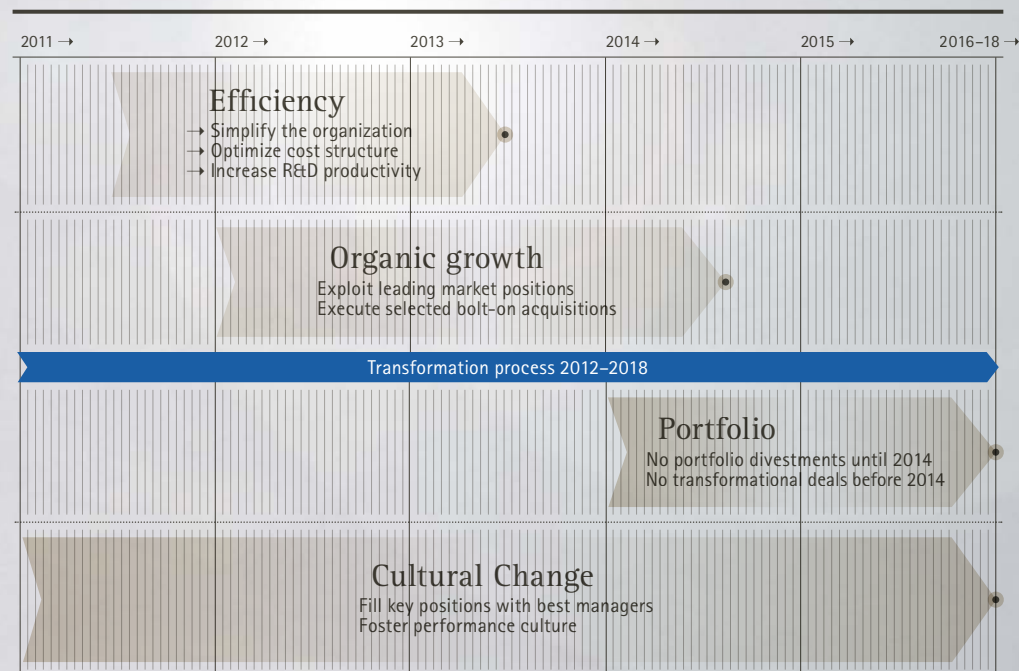 2011 → 2012 → 2013 → 2014 → 2015 → 2016–18 →
Efficiency
→ Simplify the organization
→ Optimize cost structure
→ Increase R&D productivity
Organic growth
Exploit leading market positions
Execute selected bolt-on acquisitions
Transformation process 2012–2018
Portfolio
No portfolio divestments until 2014
No transformational deals before 2014
Cultural Change
Fill key positions with best managers
Foster performance culture